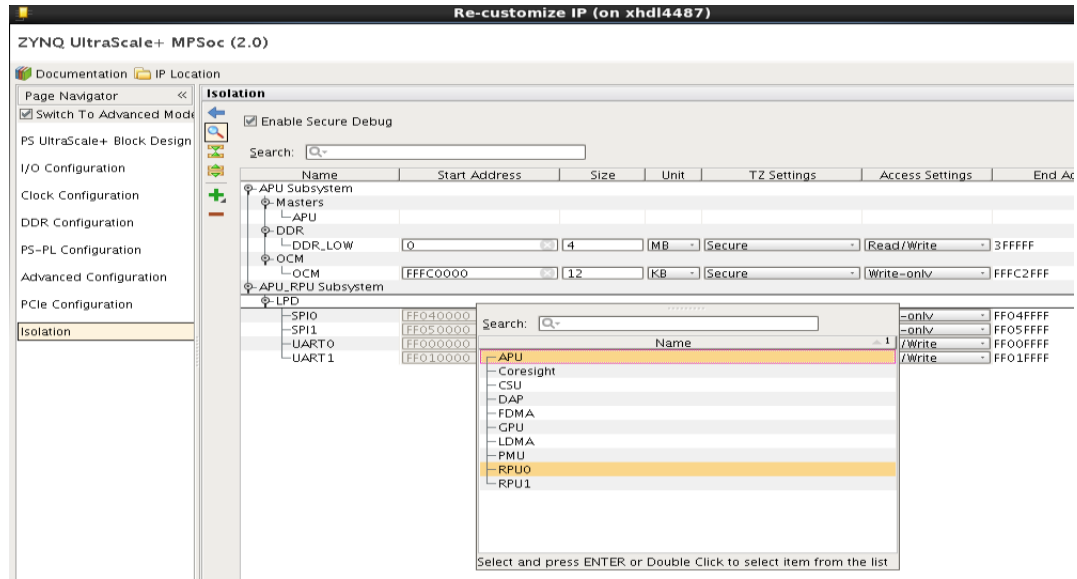 Re-customize IP (on xhdl4487)
ZYNQ UltraScale+ MPSoc (2.0)
Documentation IP Location
Page Navigator «
Switch To Advanced Mode
PS UltraScale+ Block Design
I/O Configuration
Clock Configuration
DDR Configuration
PS-PL Configuration
Advanced Configuration
PCIe Configuration
Isolation
Isolation
Enable Secure Debug
Search:
Name Start Address Size Unit TZ Settings Access Settings End Ad
APU Subsystem
Masters
APU
DDR
DDR_LOW 0 4 MB Secure Read/Write 3FFFFF
OCM
OCM FFFC0000 12 KB Secure Write-only FFFC2FFF
APU_RPU Subsystem
LPD
SPI0 FF040000 -only FF04FFFF
SPI1 FF050000 -only FF05FFFF
UART0 FF000000 /Write FF00FFFF
UART1 FF010000 /Write FF01FFFF
Search:
Name 1
APU
Coresight
CSU
DAP
FDMA
GPU
LDMA
PMU
RPU0
RPU1
Select and press ENTER or Double Click to select item from the list